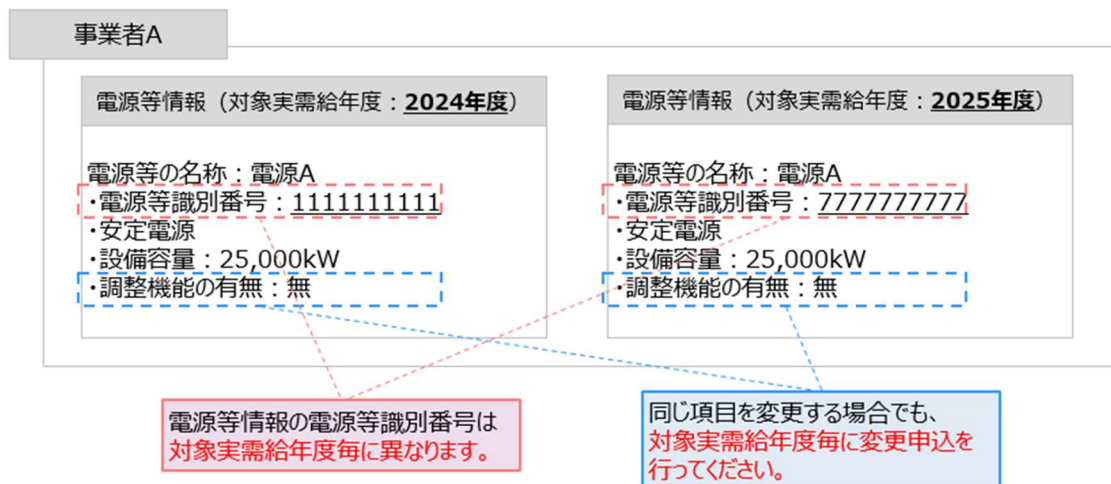 事業者A
電源等情報（対象実需給年度：2024年度）
電源等の名称：電源A
・電源等識別番号：1111111111
・安定電源
・設備容量：25,000kW
・調整機能の有無：無
電源等情報（対象実需給年度：2025年度）
電源等の名称：電源A
・電源等識別番号：7777777777
・安定電源
・設備容量：25,000kW
・調整機能の有無：無
電源等情報の電源等識別番号は
対象実需給年度毎に異なります。
同じ項目を変更する場合でも、
対象実需給年度毎に変更申込を
行ってください。